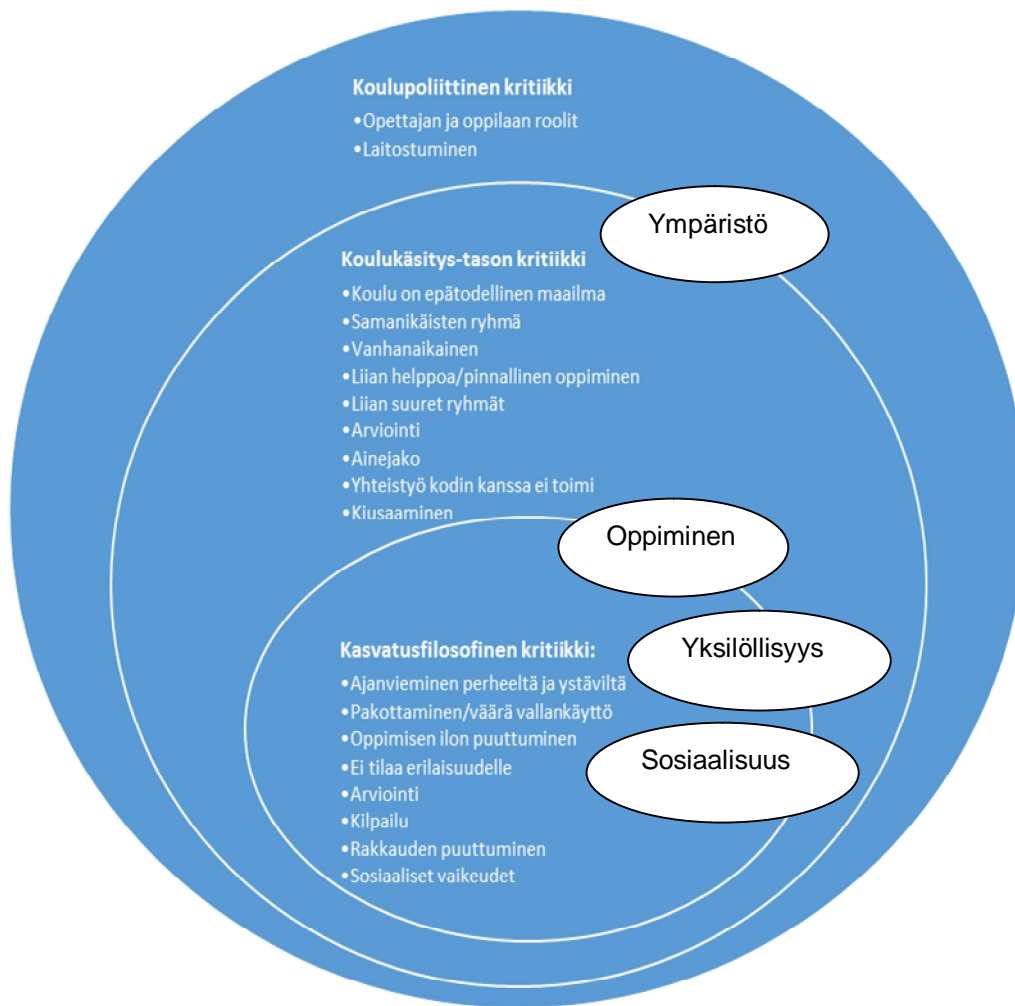 Koulupoliittinen kritiikki
•Opettajan ja oppilaan roolit
•Laitostuminen
Ympäristö
Koulukäsitys-tason kritiikki
•Koulu on epätodellinen maailma
•Samanikäisten ryhmä
•Vanhanaikainen
•Liian helppoa/pinnallinen oppiminen
•Liian suuret ryhmät
•Arviointi
•Ainejako
•Yhteistyö kodin kanssa ei toimi
•Kiusaaminen
Oppiminen
Yksilöllisyys
Kasvatusfilosofinen kritiikki:
•Ajanvieminen perheeltä ja ystäviltä
•Pakottaminen/väärä vallankäyttö
•Oppimisen ilon puuttuminen
Sosiaalisuus
•Ei tilaa erilaisuudelle
•Arviointi
•Kilpailu
•Rakkauden puuttuminen
•Sosiaaliset vaikeudet